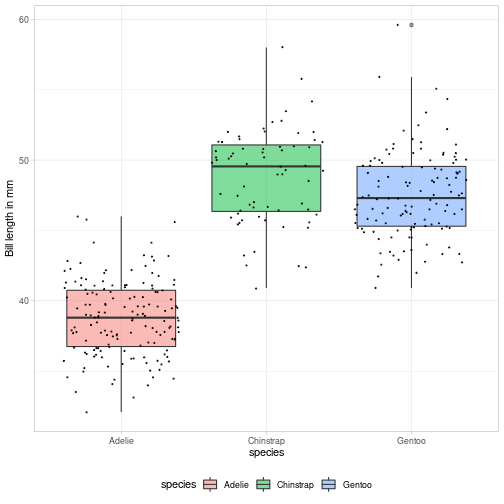 Bill length in mm
60
50
40
Adelie Chinstrap Gentoo
species
species Adelie Chinstrap Gentoo